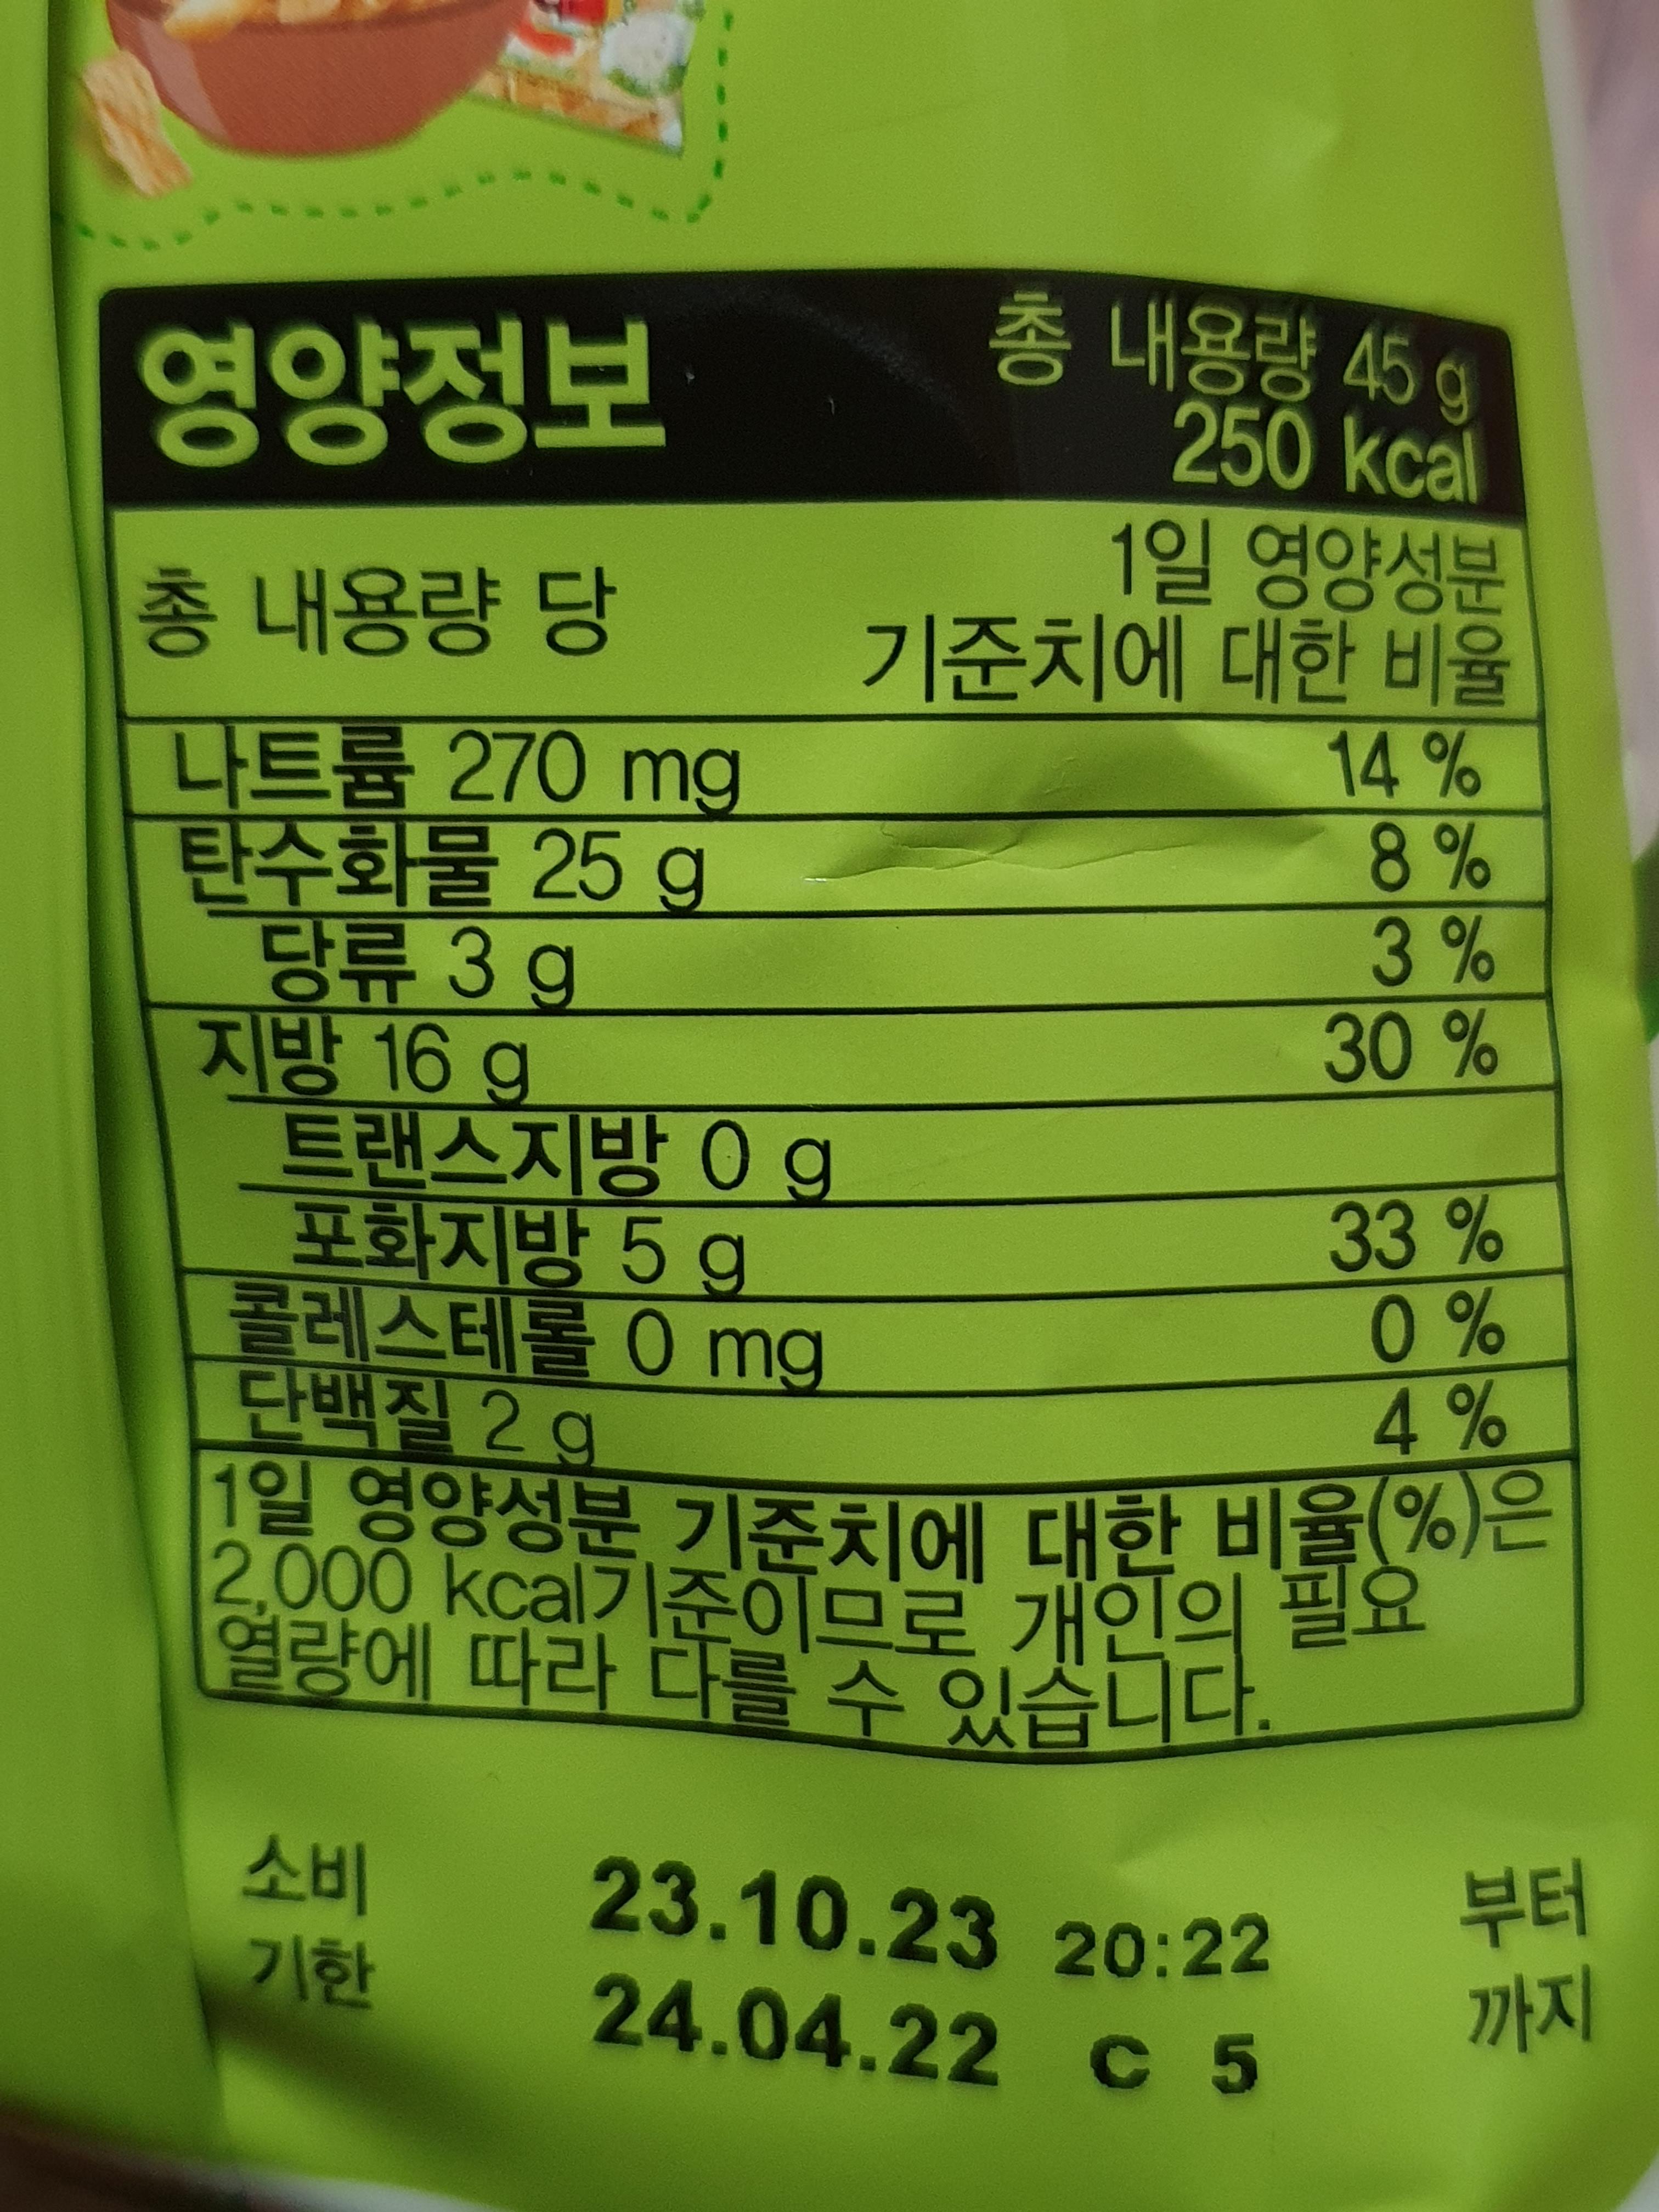 영양정보
총 내용량 45 g
250 kcal
총 내용량 당
1일 영양성분
기준치에 대한 비율
나트륨 270 mg 14 %
탄수화물 25 g 8 %
당류 3 g 3 %
지방 16 g 30 %
트랜스지방 0 g
포화지방 5 g 33 %
콜레스테롤 0 mg 0 %
단백질 2 g 4 %
1일 영양성분 기준치에 대한 비율(%)은
2,000 kcal기준이므로 개인의 필요
열량에 따라 다를 수 있습니다.
소비 23.10.23 20:22 부터
기한 24.04.22 C 5 까지